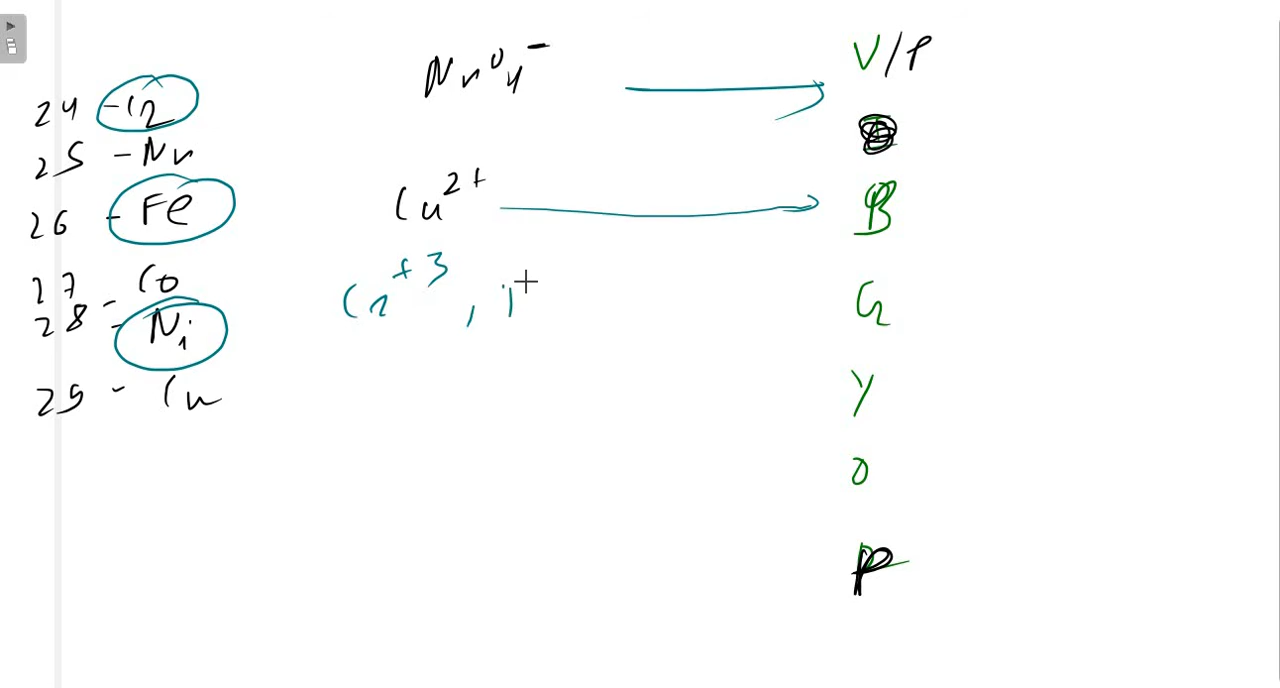 24 - Cr
25 - Mn
26 - Fe
27 - Co
28 - Ni
29 - Cu
MnO4-
Cu2+
Cr+3,
V/P
B
G
Y
O
P